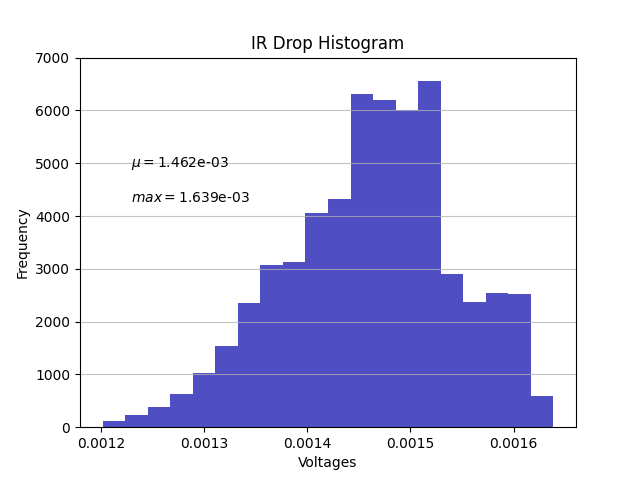 IR Drop Histogram
7000
6000
5000
4000
3000
2000
1000
0
Frequency
μ = 1.462e-03
max = 1.639e-03
0.0012 0.0013 0.0014 0.0015 0.0016
Voltages